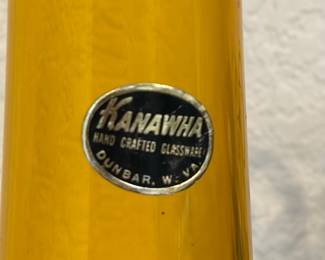 KANAWHA
HAND CRAFTED GLASSWARE
DUNBAR, W. VA.